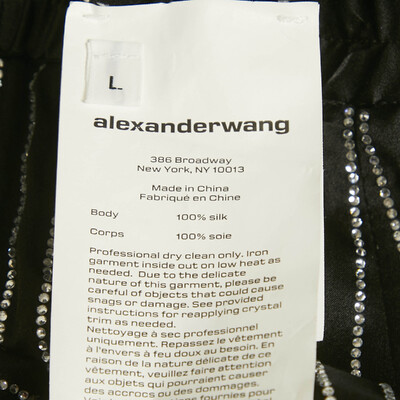 L.
alexanderwang
386 Broadway
New York, NY 10013
Made in China
Fabriqué en Chine
Body 100% silk
Corps 100% soie
Professional dry clean only. Iron
garment inside out on low heat as
needed. Due to the delicate
nature of this garment, please be
careful of objects that could cause
snags or damage. See provided
instructions for reapplying crystal
trim as needed.
Nettoyage à sec professionnel
uniquement. Repassez le vêtement
à l'envers à feu doux au besoin. En
raison de la nature délicate de ce
vêtement, veuillez faire attention
aux objets qui pourraient causer
des accrocs ou des dommages.